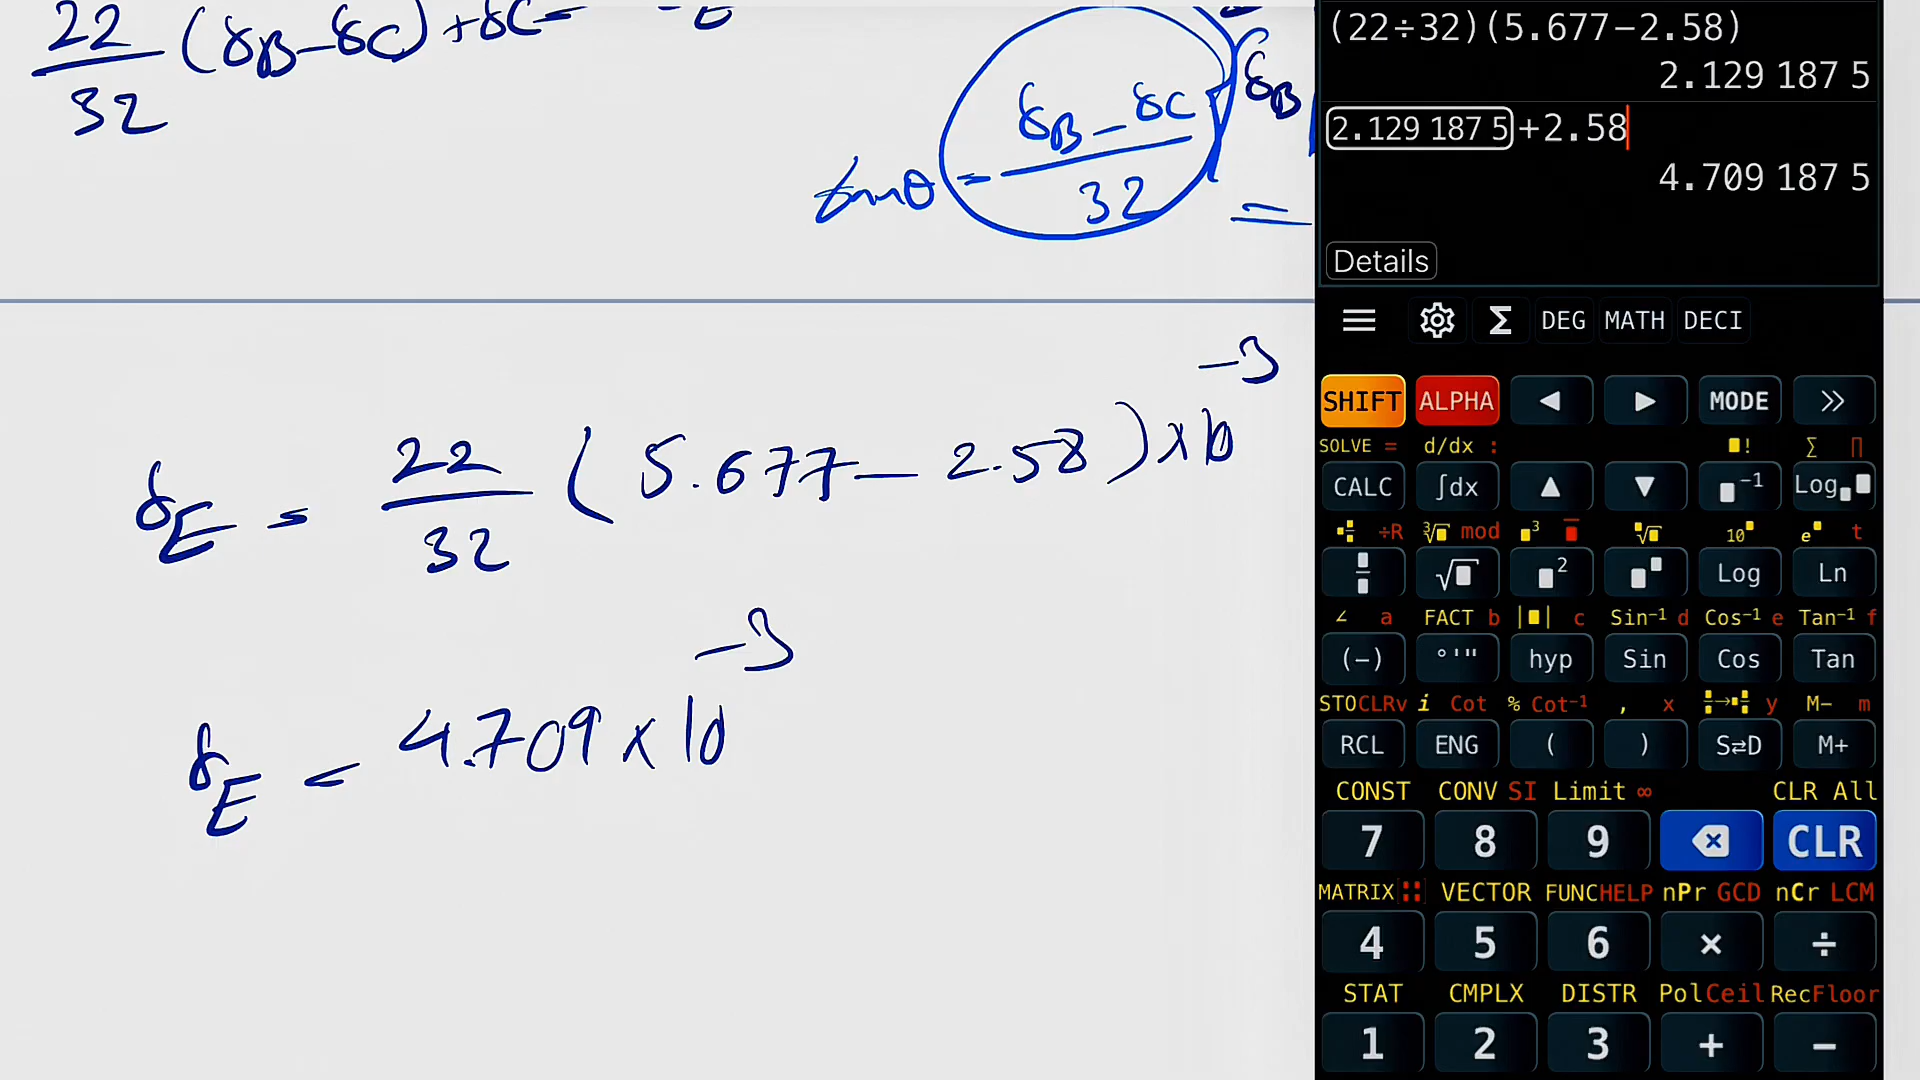 22/32 (δB-δC)+δC= E
δB-δC
δB
tanθ = 32 =
δE = 22/32 (5.677-2.58)×10^-3
δE = 4.709×10^-3
(22÷32)(5.677−2.58)
2.129 187 5
2.129 187 5+2.58
4.709 187 5
Details
DEG MATH DECI
SHIFT ALPHA ◀ ▶ MODE >>
SOLVE = d/dx : ■! ∑ ∏
CALC ∫dx ▲ ▼ ■⁻¹ Log■■
÷R ∛■ mod ■³ 10■ e■ t
√■ ■² ■■ Log Ln
∠ a FACT b |■| c Sin⁻¹ d Cos⁻¹ e Tan⁻¹ f
(−) °'" hyp Sin Cos Tan
STO CLRv i Cot % Cot⁻¹ , x y M− m
RCL ENG ( ) S⇄D M+
CONST CONV SI Limit ∞ CLR All
7 8 9 CLR
MATRIX VECTOR FUNC HELP nPr GCD nCr LCM
4 5 6 × ÷
STAT CMPLX DISTR Pol Ceil Rec Floor
1 2 3 + −